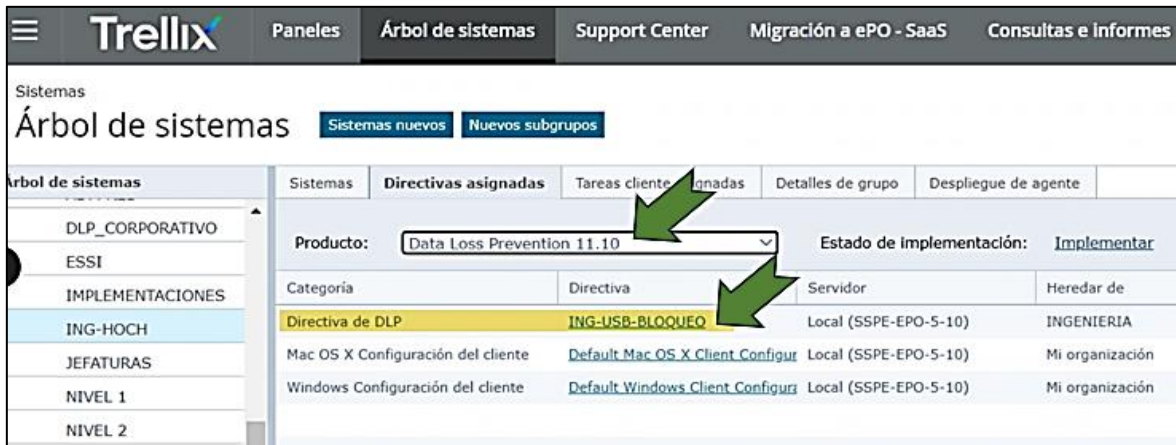 Trellix Paneles Árbol de sistemas Support Center Migración a ePO - SaaS Consultas e informes
Sistemas
Árbol de sistemas Sistemas nuevos Nuevos subgrupos
Árbol de sistemas Sistemas Directivas asignadas Tareas cliente Detalles de grupo Despliegue de agente
DLP_CORPORATIVO
Producto: Data Loss Prevention 11.10 Estado de implementación: Implementar
ESSI
IMPLEMENTACIONES Categoría Directiva Servidor Heredar de
ING-HOCH Directiva de DLP ING-USB-BLOQUEO Local (SSPE-EPO-5-10) INGENIERIA
JEFATURAS Mac OS X Configuración del cliente Default Mac OS X Client Configur Local (SSPE-EPO-5-10) Mi organización
NIVEL 1 Windows Configuración del cliente Default Windows Client Configura Local (SSPE-EPO-5-10) Mi organización
NIVEL 2